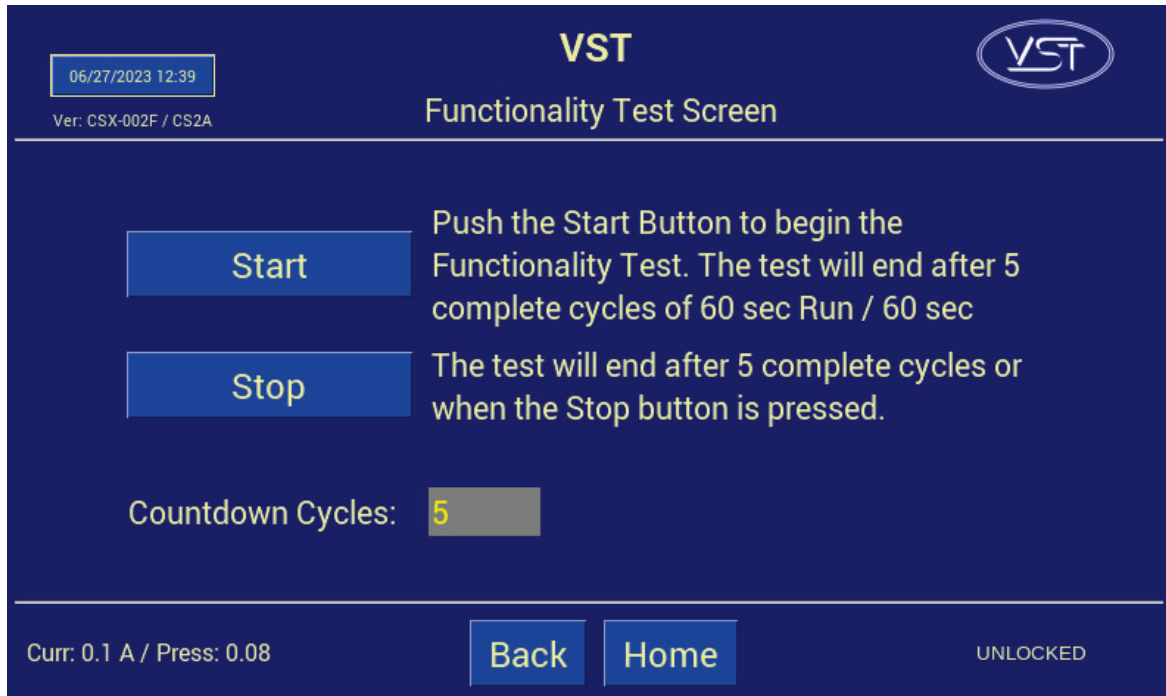 VST
VST
06/27/2023 12:39
Ver: CSX-002F / CS2A
Functionality Test Screen
Start
Push the Start Button to begin the
Functionality Test. The test will end after 5
complete cycles of 60 sec Run / 60 sec
Stop
The test will end after 5 complete cycles or
when the Stop button is pressed.
Countdown Cycles: 5
Curr: 0.1 A / Press: 0.08
Back
Home
UNLOCKED